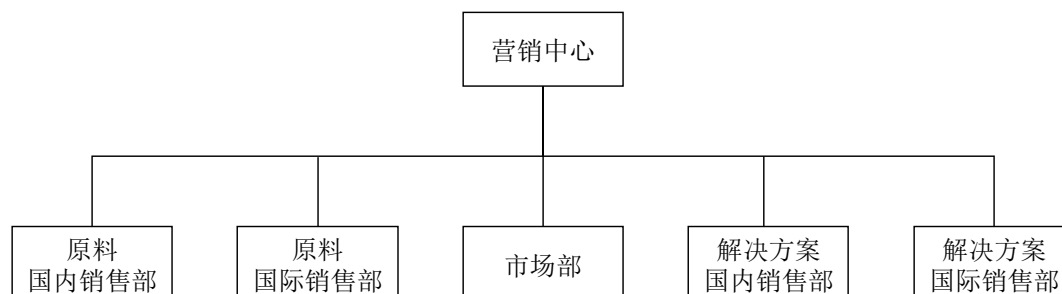 营销中心
原料
国内销售部
原料
国际销售部
市场部
解决方案
国内销售部
解决方案
国际销售部